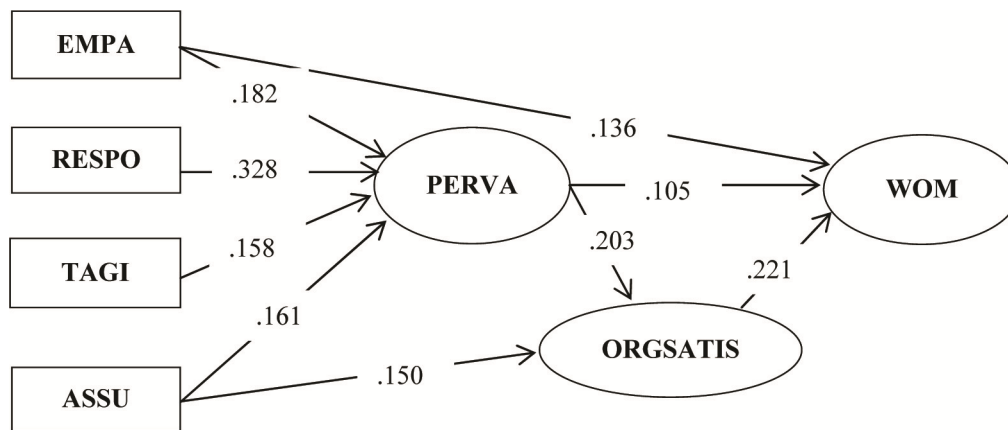 EMPA
.182
.136
RESPO
.328
PERVA
.105
WOM
TAGI
.158
.203
.221
.161
ORGSATIS
ASSU
.150